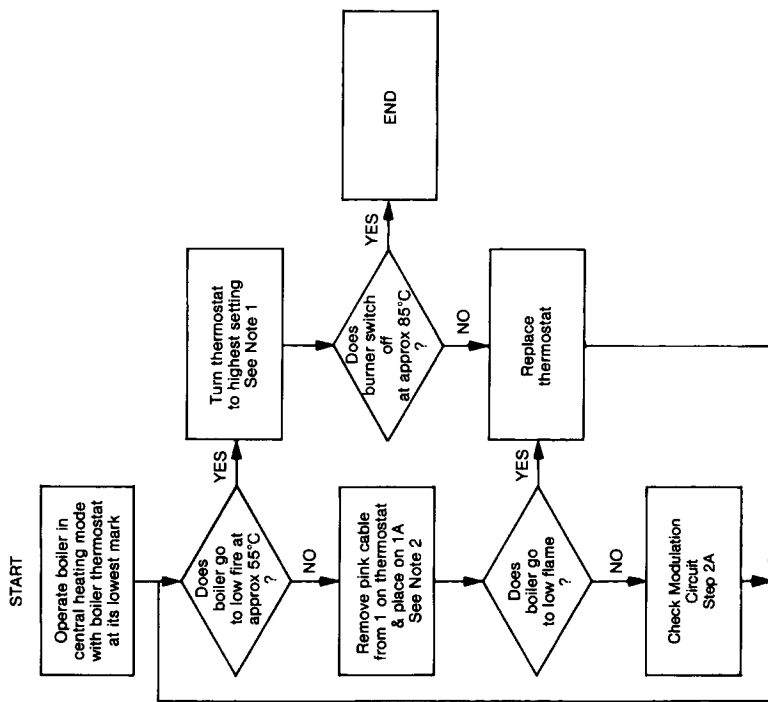 START
Operate boiler in
central heating mode
with boiler thermostat
at its lowest mark
Does
boiler go
to low fire at
approx 55°C
?
YES
NO
Turn thermostat
to highest setting
See Note 1
Does
burner switch
off
at approx 85°C
?
YES
NO
END
Remove pink cable
from 1 on thermostat
& place on 1A
See Note 2
Does
boiler go
to low flame
?
YES
NO
Replace
thermostat
Check Modulation
Circuit
Step 2A